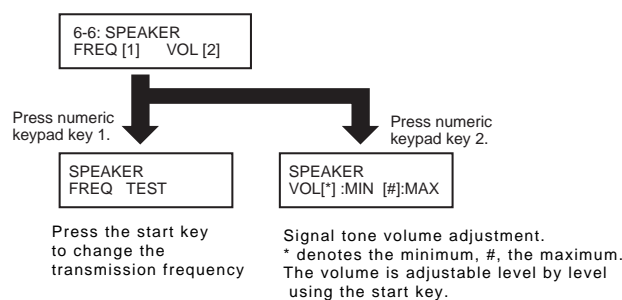 6-6: SPEAKER
FREQ [1] VOL [2]
Press numeric
keypad key 1.
Press numeric
keypad key 2.
SPEAKER
FREQ TEST
SPEAKER
VOL[*] :MIN [#]:MAX
Press the start key
to change the
transmission frequency
Signal tone volume adjustment.
* denotes the minimum, #, the maximum.
The volume is adjustable level by level
using the start key.